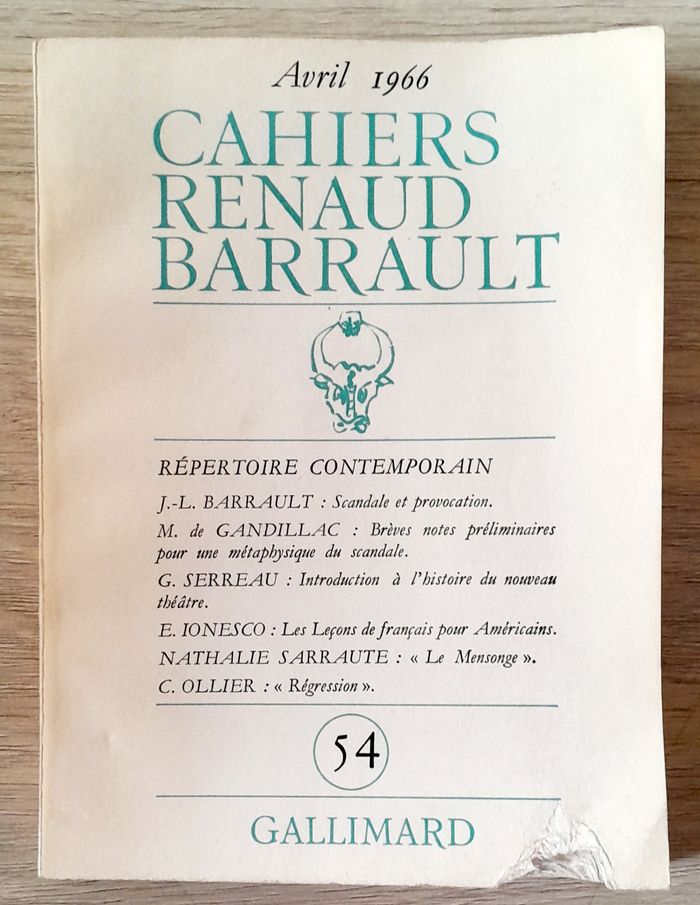 Avril 1966
CAHIERS
RENAUD
BARRAULT
RÉPERTOIRE CONTEMPORAIN
J.-L. BARRAULT : Scandale et provocation.
M. de GANDILLAC : Brèves notes préliminaires
pour une métaphysique du scandale.
G. SERREAU : Introduction à l'histoire du nouveau
théâtre.
E. IONESCO : Les Leçons de français pour Américains.
NATHALIE SARRAUTE : « Le Mensonge ».
C. OLLIER : « Régression ».
54
GALLIMARD